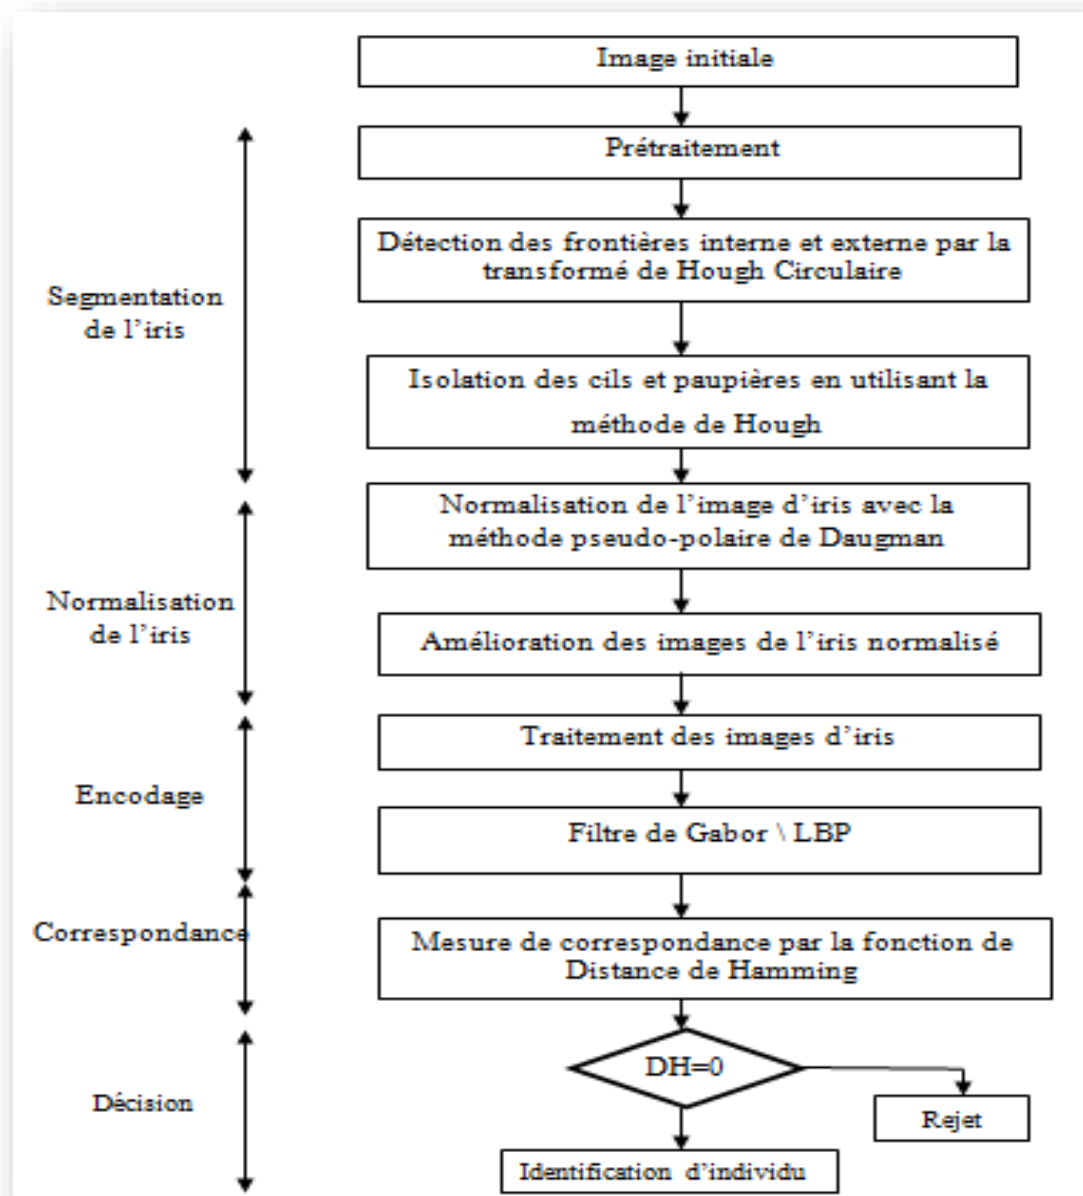 Image initiale
Prétraitement
Détection des frontières interne et externe par la
transformé de Hough Circulaire
Segmentation
de l’iris
Isolation des cils et paupières en utilisant la
méthode de Hough
Normalisation de l’image d’iris avec la
méthode pseudo-polaire de Daugman
Normalisation
de l’iris
Amélioration des images de l’iris normalisé
Traitement des images d’iris
Encodage
Filtre de Gabor \ LBP
Correspondance
Mesure de correspondance par la fonction de
Distance de Hamming
DH=0
Décision
Rejet
Identification d’individu